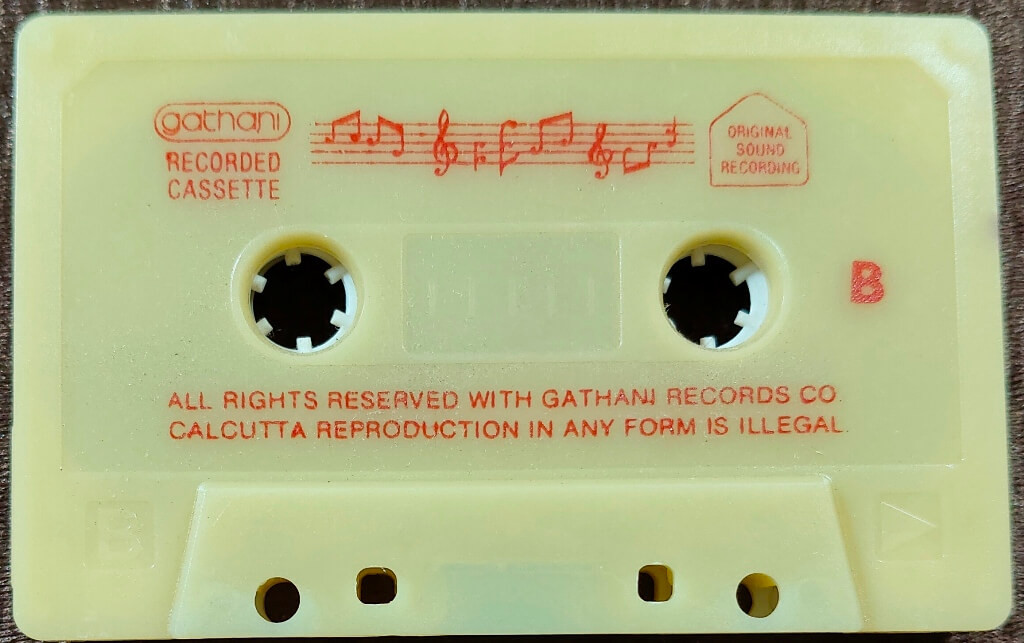 gathani
RECORDED
CASSETTE
ORIGINAL
SOUND
RECORDING
B
ALL RIGHTS RESERVED WITH GATHANI RECORDS CO.
CALCUTTA REPRODUCTION IN ANY FORM IS ILLEGAL.